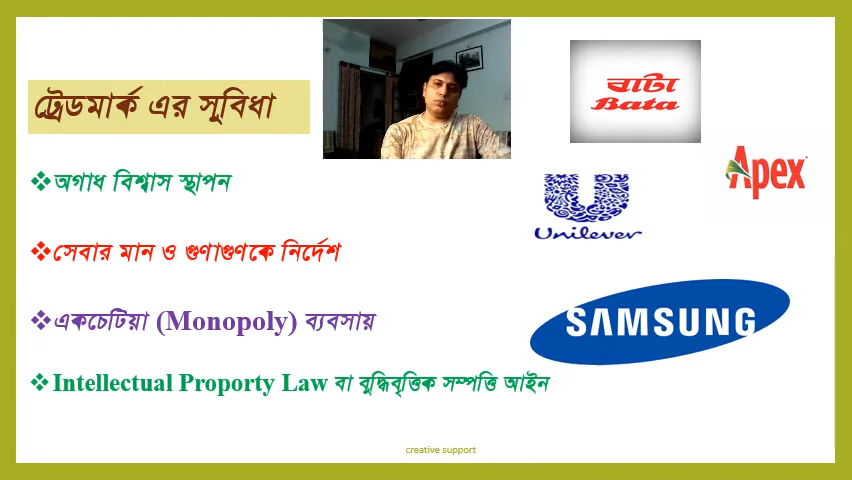 ট্রেডমার্ক এর সুবিধা
❖অগাধ বিশ্বাস স্থাপন
❖সেবার মান ও গুণাগুণকে নির্দেশ
❖একচেটিয়া (Monopoly) ব্যবসায়
❖Intellectual Property Law বা বুদ্ধিবৃত্তিক সম্পত্তি আইন
বাটা
Bata
Apex
Unilever
SAMSUNG
creative support